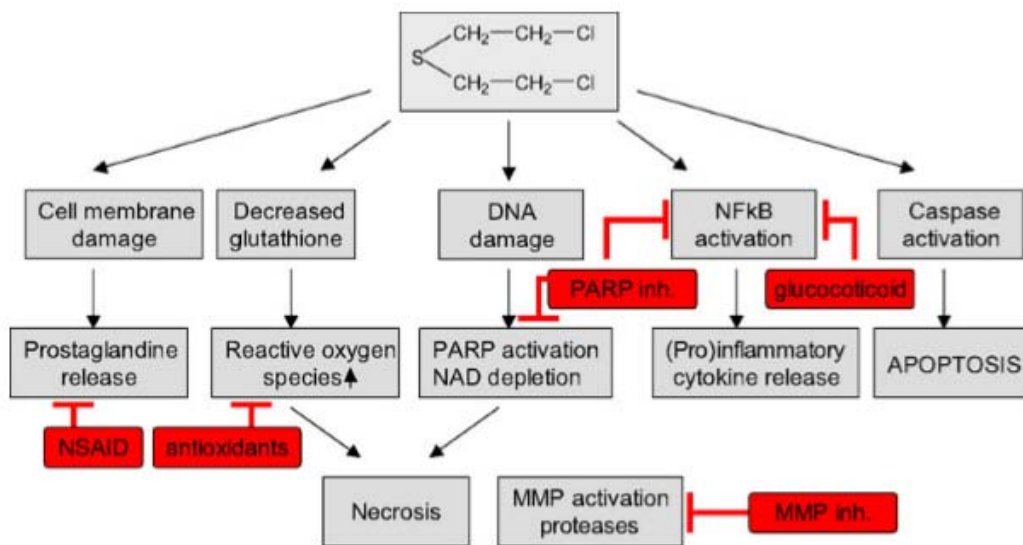 CH2—CH2—Cl
S
CH2—CH2—Cl
Cell membrane
damage
Decreased
glutathione
DNA
damage
NFkB
activation
Caspase
activation
PARP inh.
glucocoticoid
Prostaglandine
release
Reactive oxygen
species
PARP activation
NAD depletion
(Pro)inflammatory
cytokine release
APOPTOSIS
NSAID
antioxidants
Necrosis
MMP activation
proteases
MMP inh.